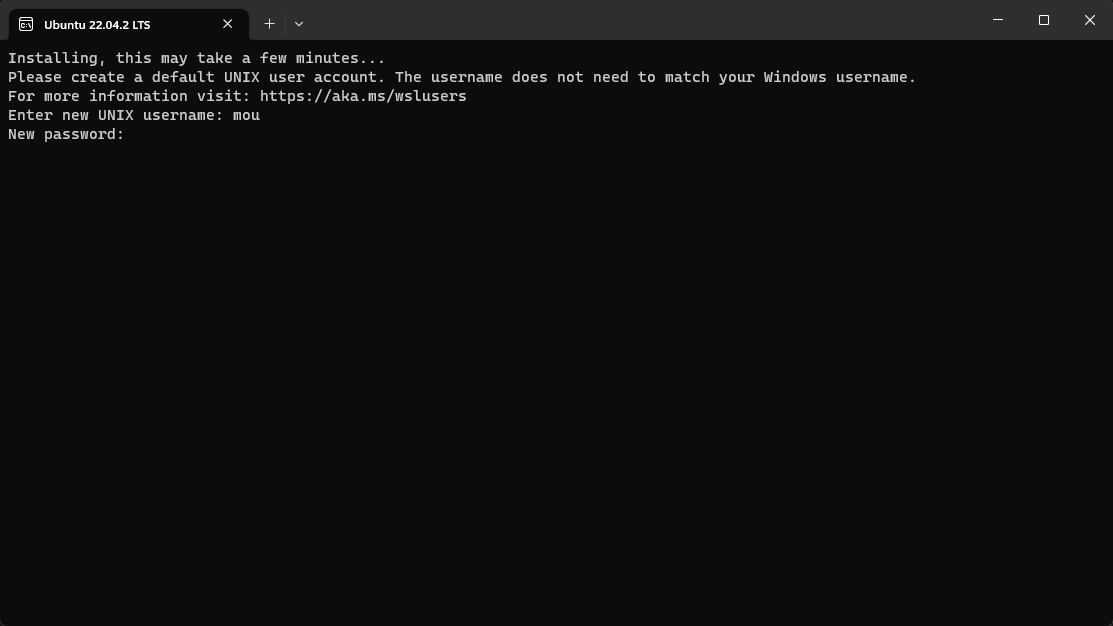 Ubuntu 22.04.2 LTS
Installing, this may take a few minutes...
Please create a default UNIX user account. The username does not need to match your Windows username.
For more information visit: https://aka.ms/wslusers
Enter new UNIX username: mou
New password: